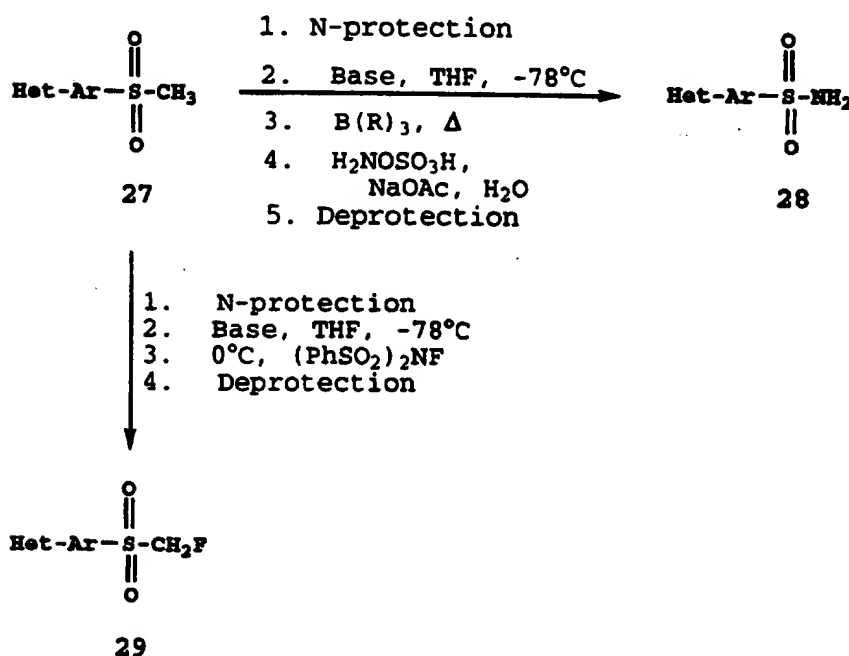 1. N-protection
2. Base, THF, -78°C
3. B(R)₃, Δ
4. H₂NOSO₃H,
NaOAc, H₂O
5. Deprotection
O
Het-Ar-S-CH₃
O
27
O
Het-Ar-S-NH₂
O
28
1. N-protection
2. Base, THF, -78°C
3. 0°C, (PhSO₂)₂NF
4. Deprotection
O
Het-Ar-S-CH₂F
O
29